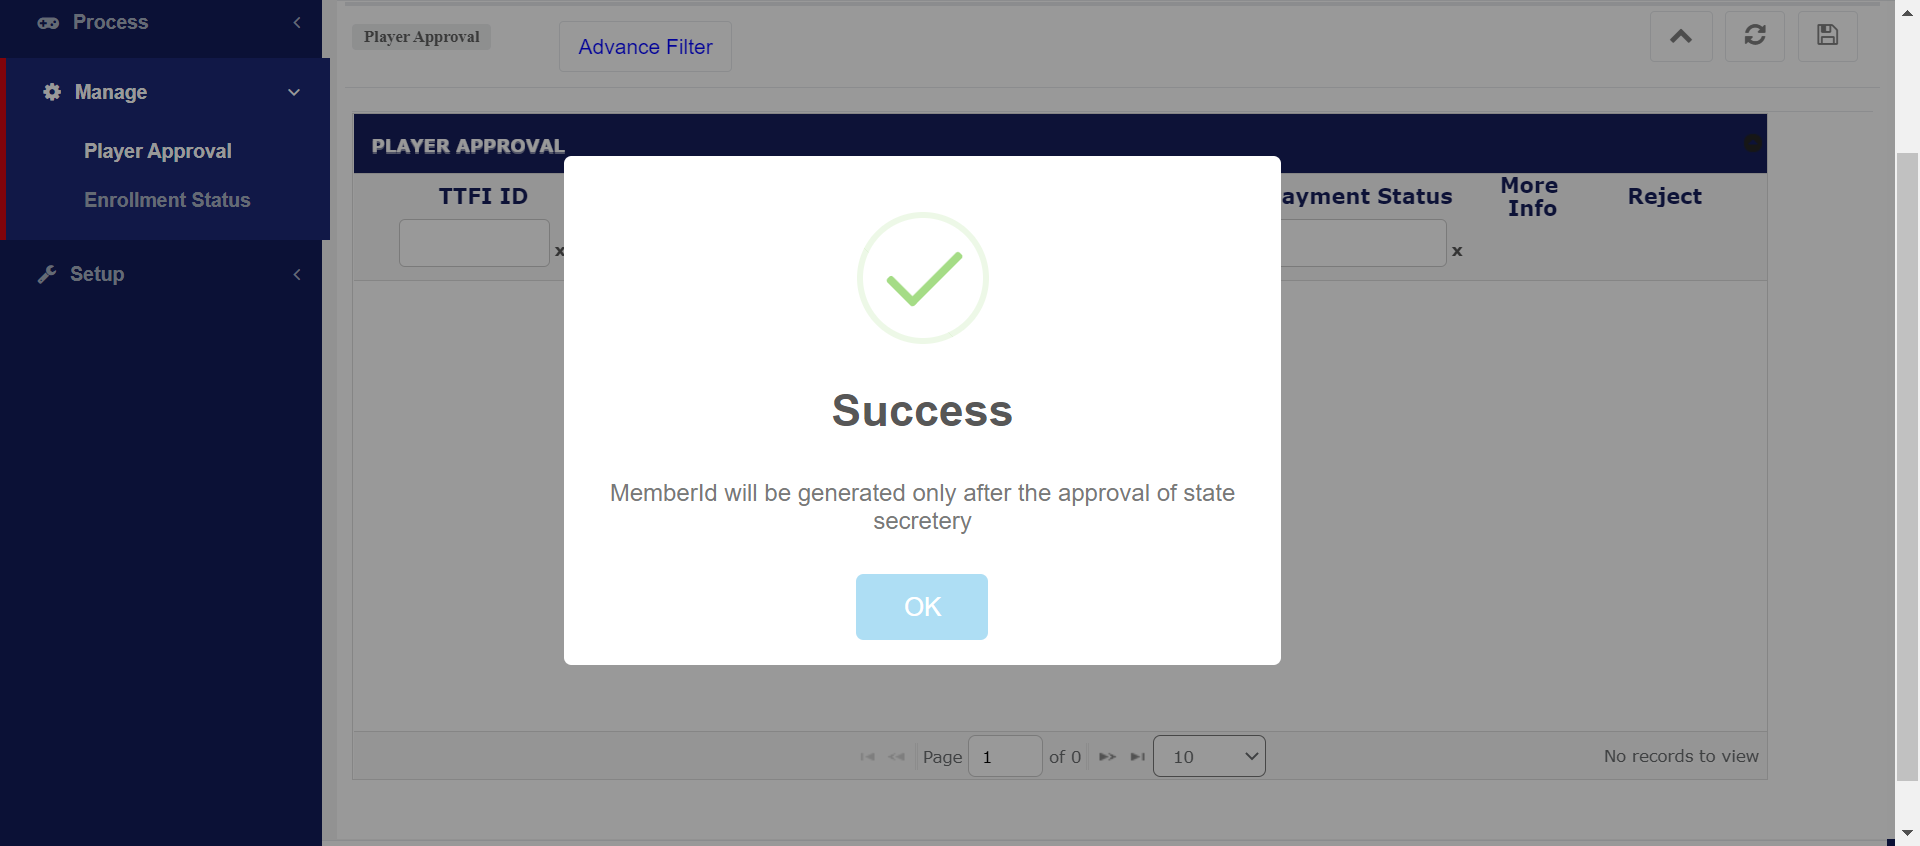 Process
Manage
Player Approval
Enrollment Status
Setup
Player Approval
Advance Filter
PLAYER APPROVAL
TTFI ID
ayment Status
More
Info
Reject
x
x
Success
MemberId will be generated only after the approval of state
secretery
OK
Page 1 of 0
10
No records to view